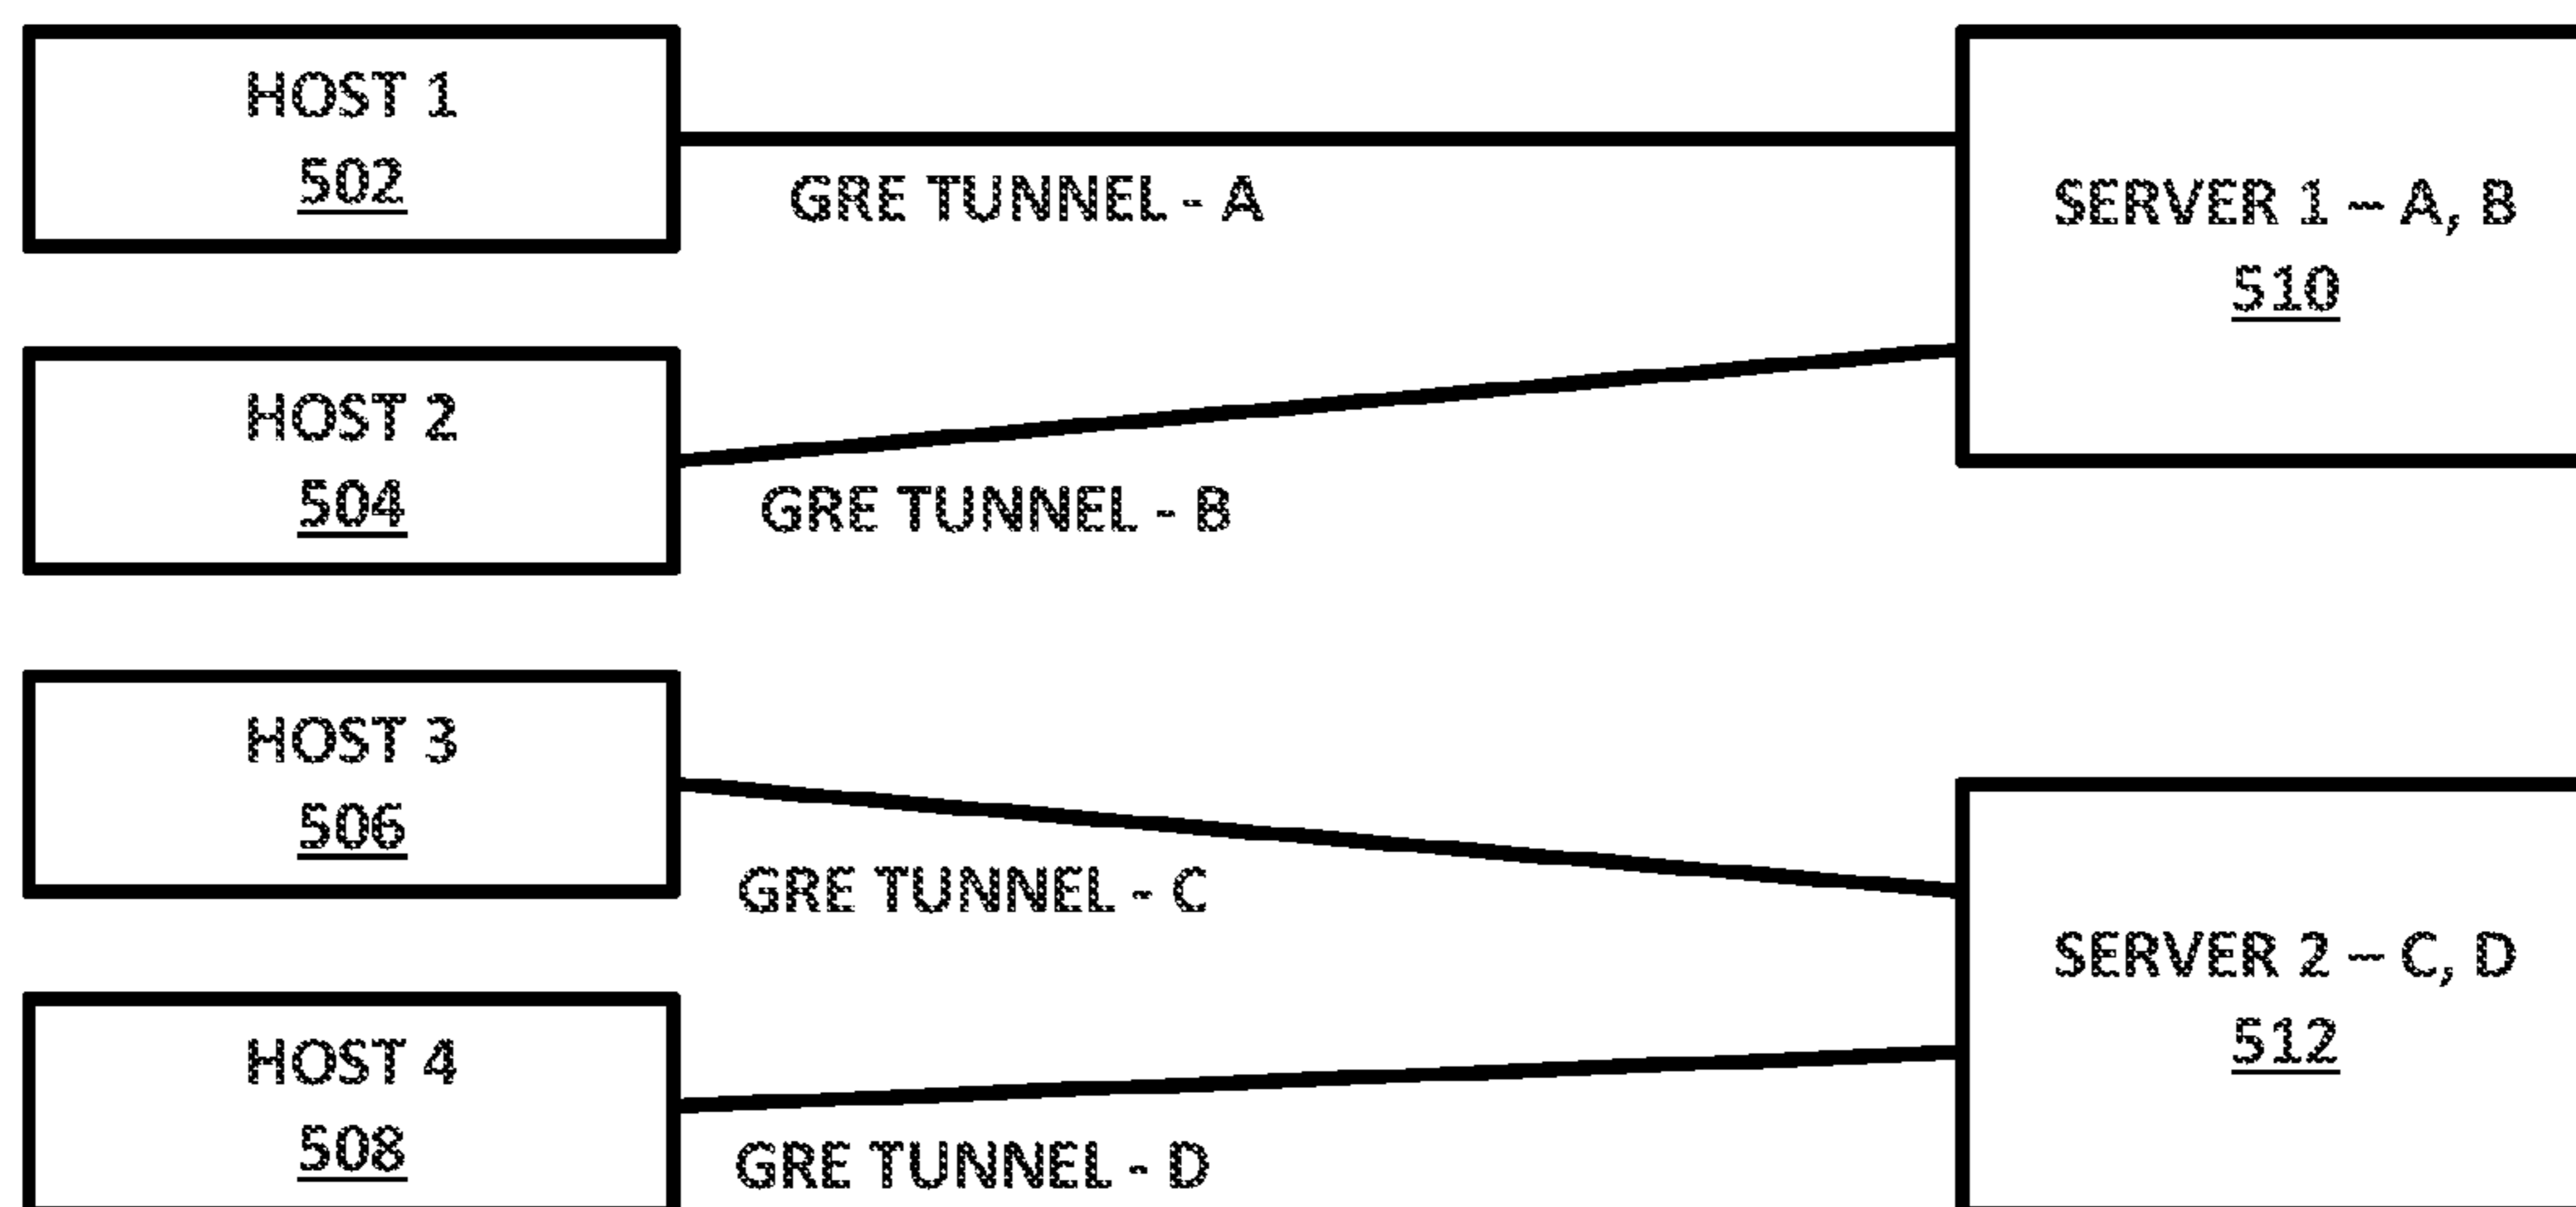 HOST 1
502
GRE TUNNEL - A
SERVER 1 – A, B
510
HOST 2
504
GRE TUNNEL - B
HOST 3
506
GRE TUNNEL - C
SERVER 2 – C, D
512
HOST 4
508
GRE TUNNEL - D